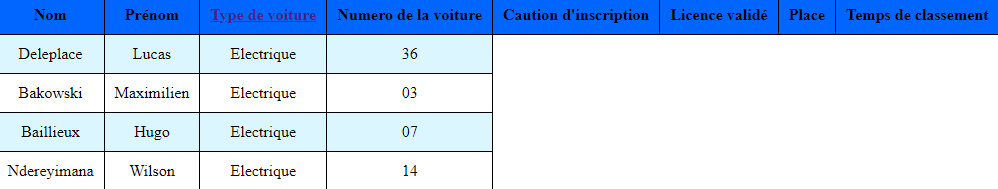 Nom Prénom Type de voiture Numero de la voiture Caution d'inscription Licence validé Place Temps de classement
Deleplace Lucas Electrique 36
Bakowski Maximilien Electrique 03
Baillieux Hugo Electrique 07
Ndereyimana Wilson Electrique 14